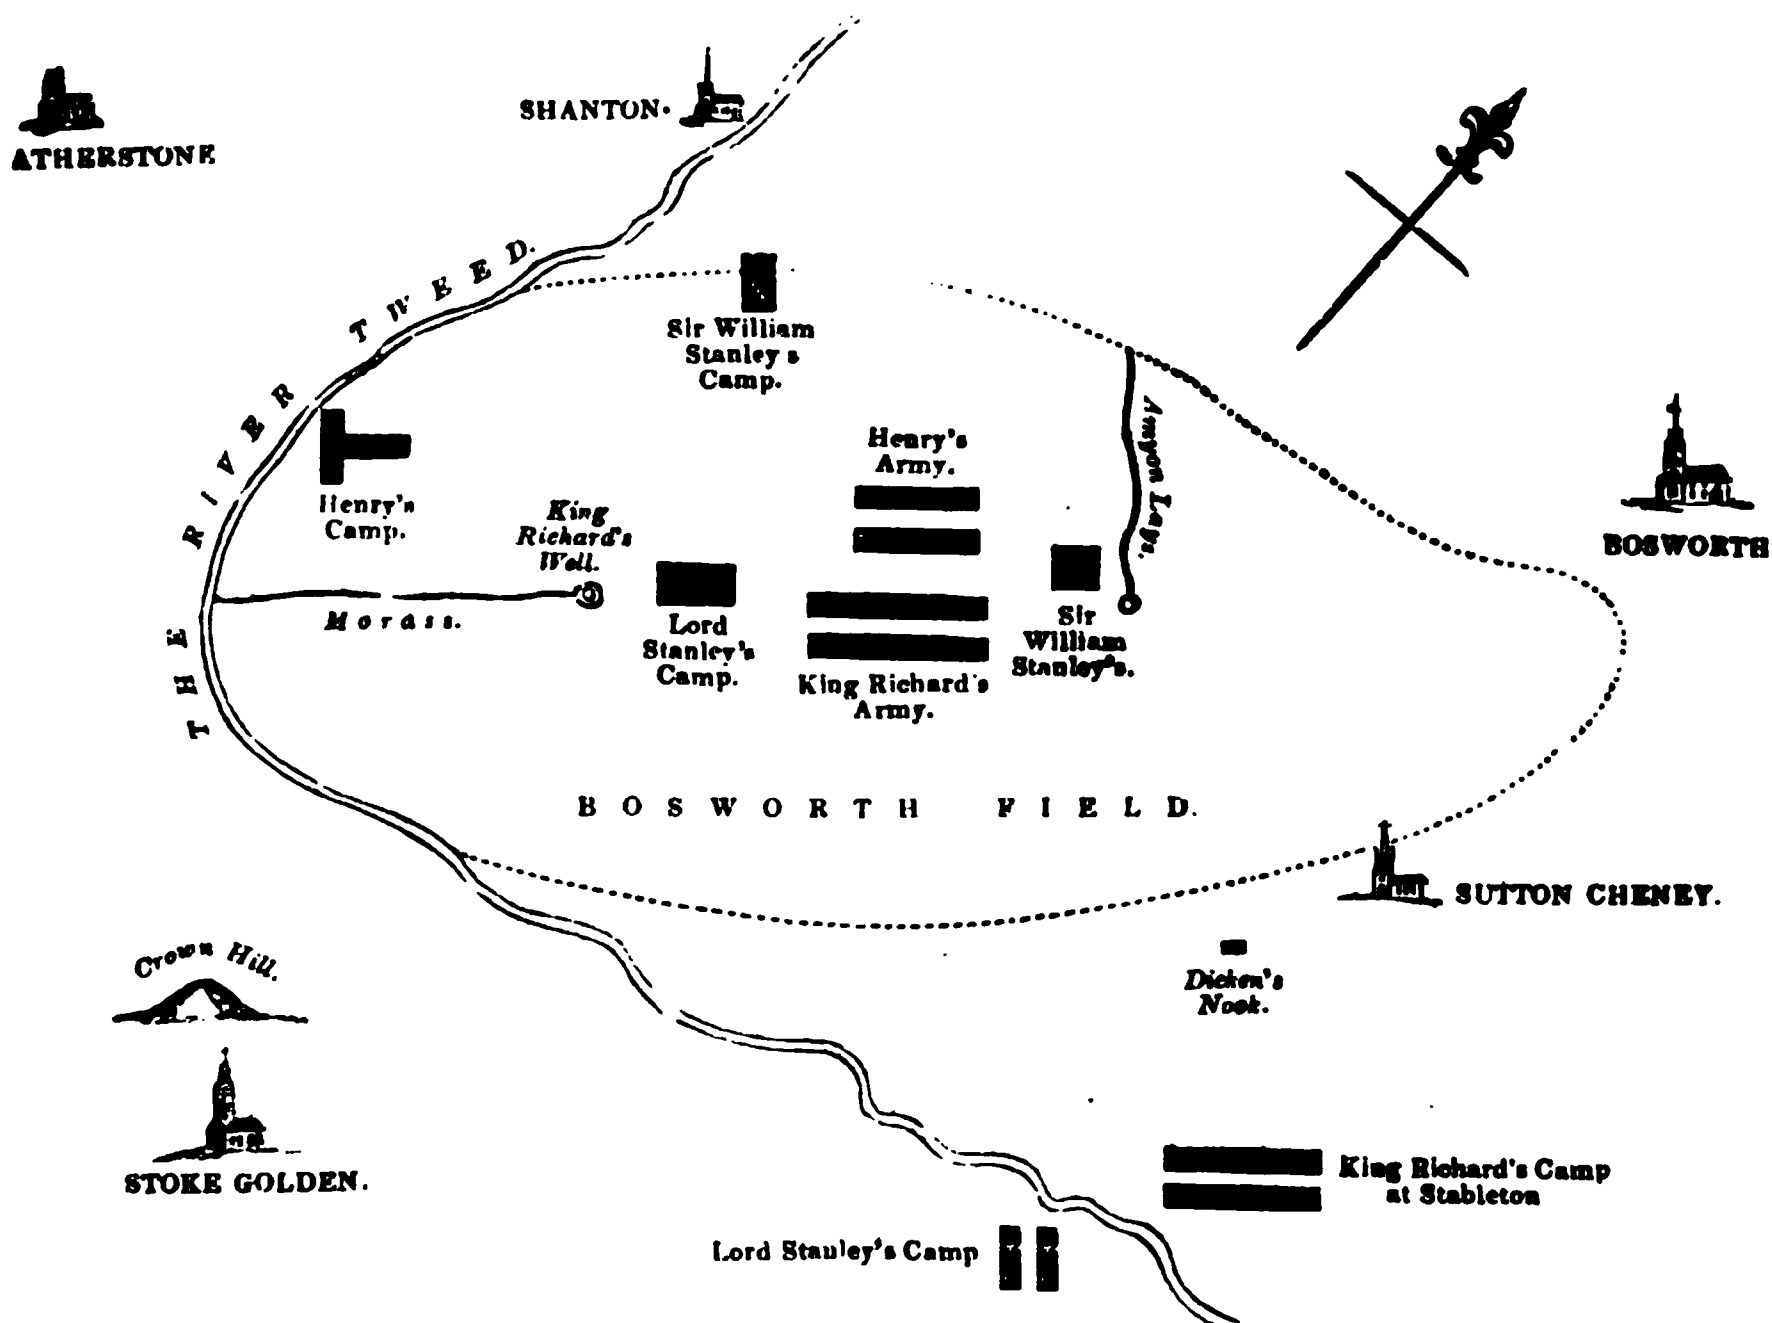 SHANTON.
ATHERSTONE
THE RIVER TWEED.
Sir William
Stanley's
Camp.
Henry's
Camp.
King
Richard's
Well.
Morass.
Henry's
Army.
Amyon Lays.
Lord
Stanley's
Camp.
King Richard's
Army.
Sir
William
Stanley's.
BOSWORTH
BOSWORTH FIELD.
SUTTON CHENEY.
Dicken's
Nook.
Crown Hill.
STOKE GOLDEN.
King Richard's Camp
at Stableton
Lord Stanley's Camp